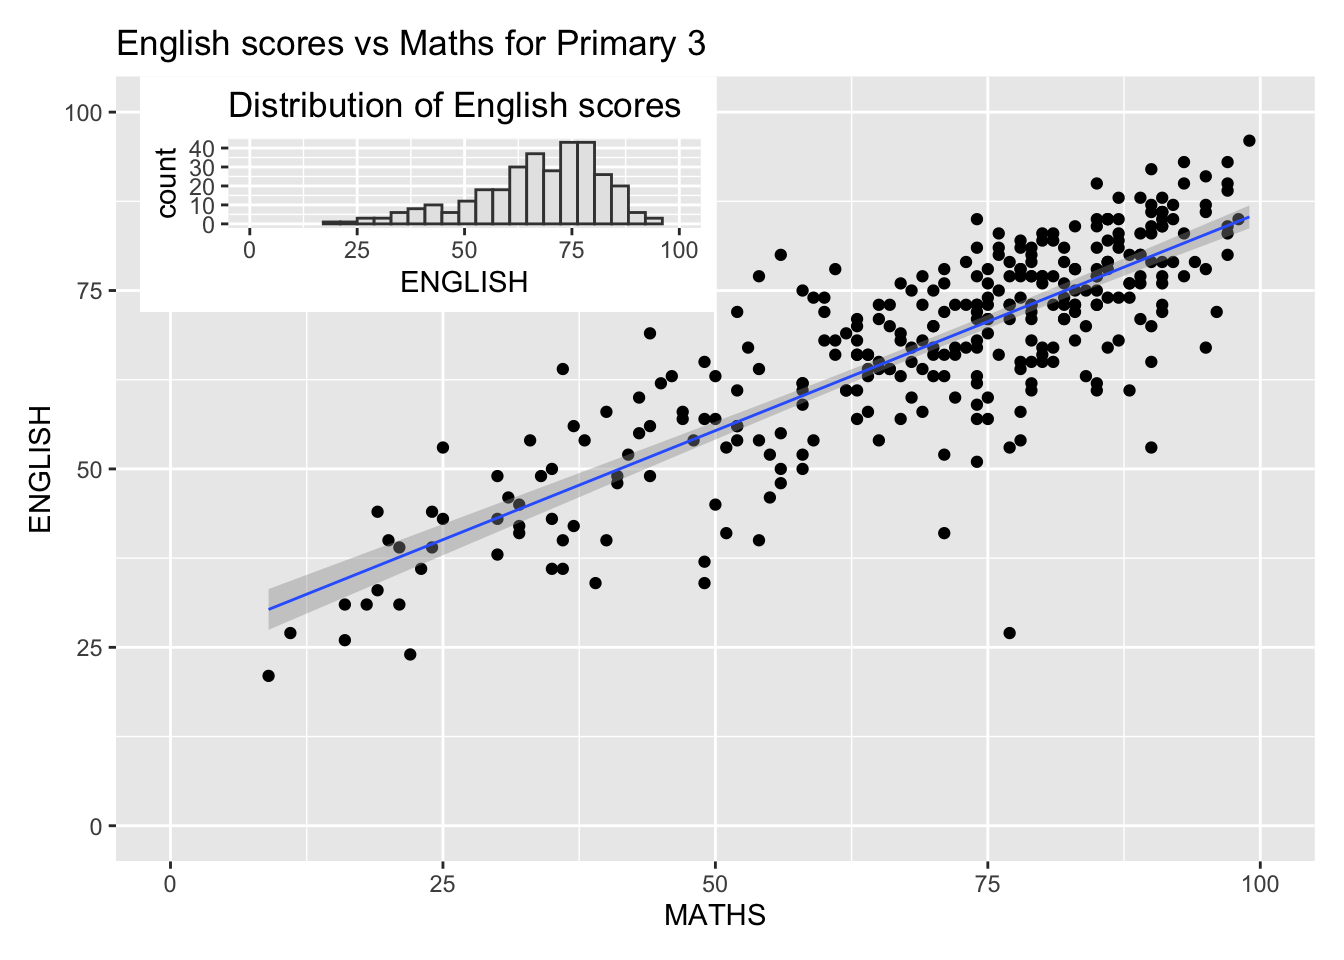 English scores vs Maths for Primary 3
Distribution of English scores
count
40
30
20
10
0
0 25 50 75 100
ENGLISH
ENGLISH
100
75
50
25
0
0 25 50 75 100
MATHS